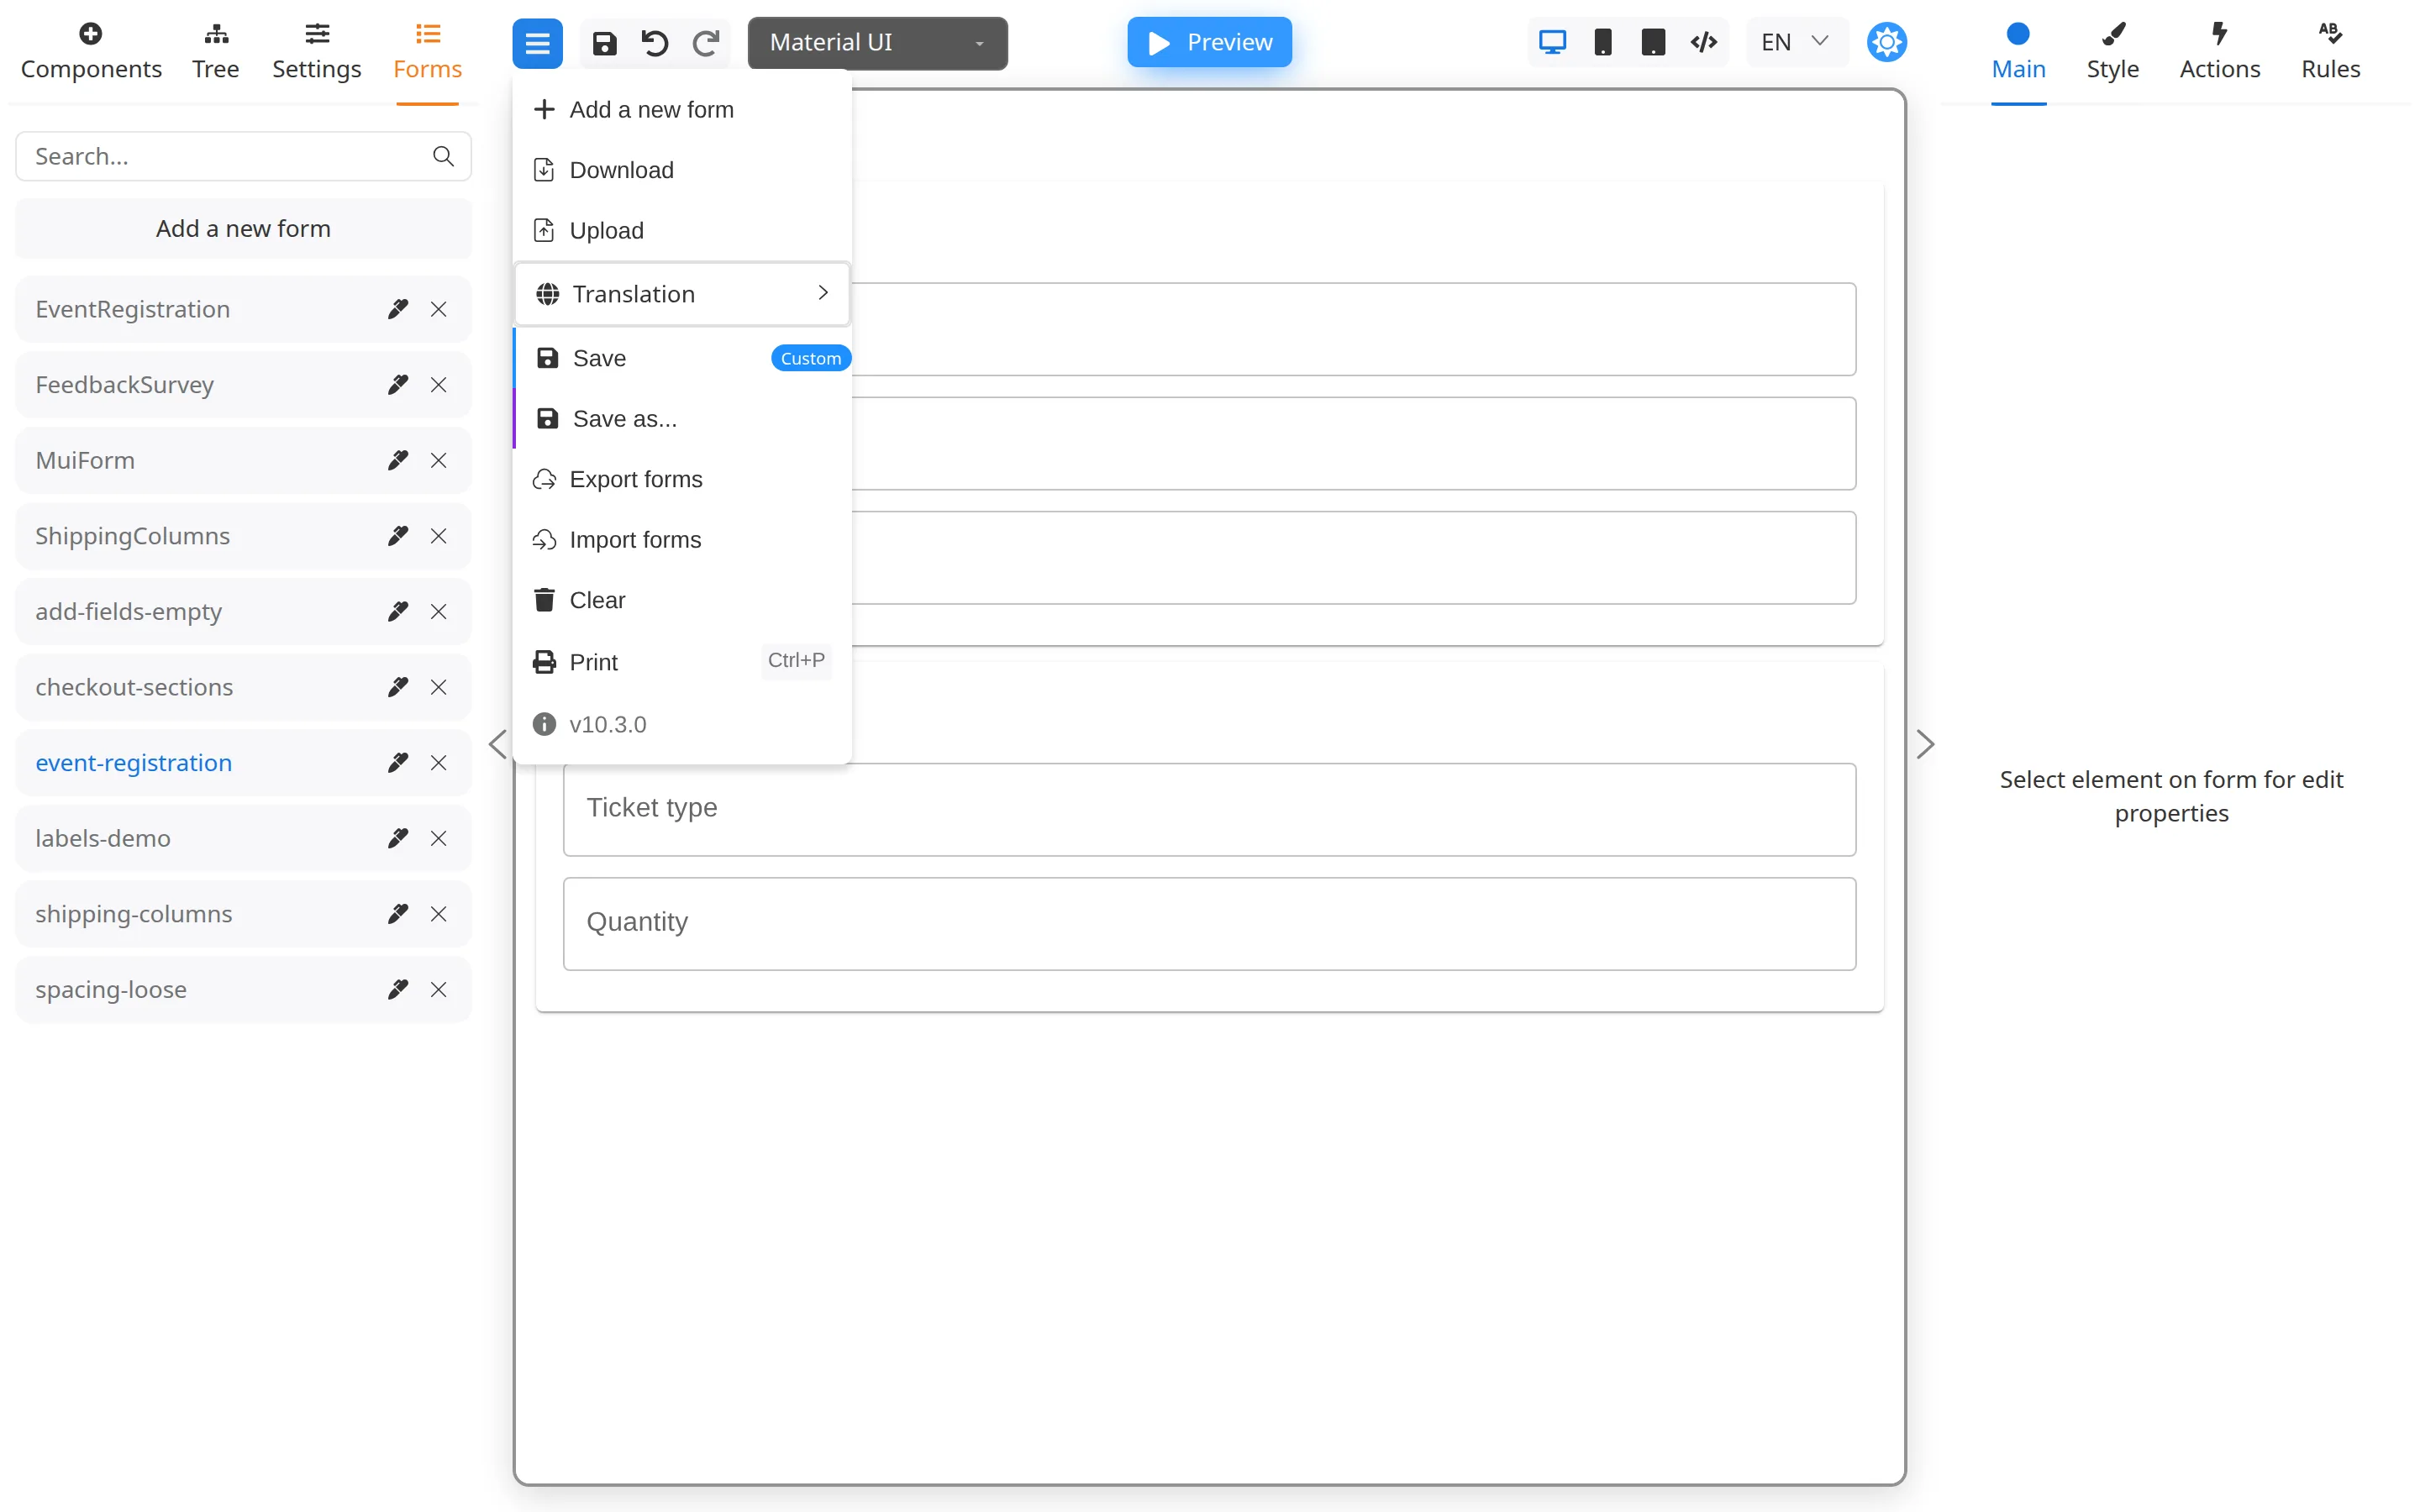 Components
Tree
Settings
Forms
Material UI
Preview
EN
Main
Style
Actions
Rules
Search...
Add a new form
EventRegistration
FeedbackSurvey
MuiForm
ShippingColumns
add-fields-empty
checkout-sections
event-registration
labels-demo
shipping-columns
spacing-loose
Add a new form
Download
Upload
Translation
Save
Custom
Save as...
Export forms
Import forms
Clear
Print
Ctrl+P
v10.3.0
Ticket type
Quantity
Select element on form for edit
properties
AB